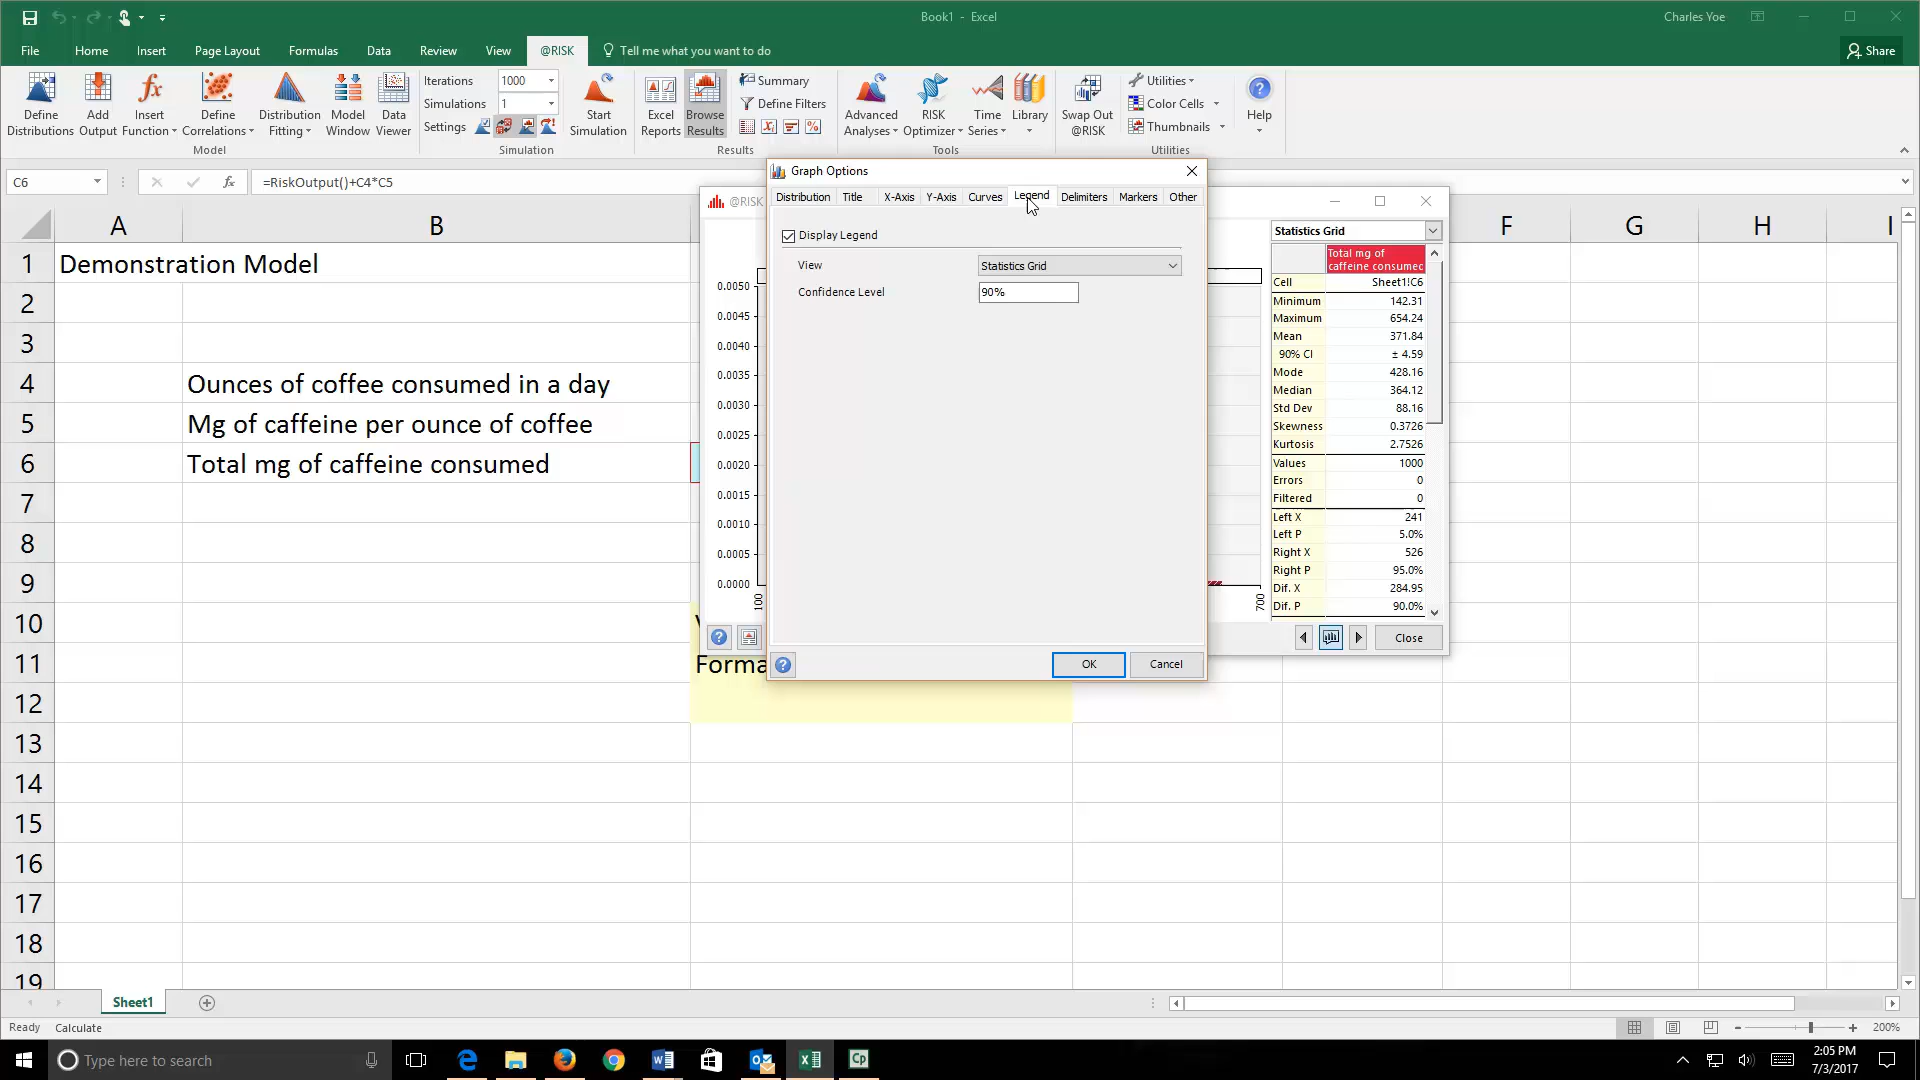 Book1 - Excel
Charles Yoe
File Home Insert Page Layout Formulas Data Review View @RISK Tell me what you want to do
Share
Define Distributions
Add Output
Insert Function
Define Correlations
Distribution Fitting
Model Window
Data Viewer
Model
Iterations 1000
Simulations 1
Settings
Start Simulation
Simulation
Excel Reports
Browse Results
Summary
Define Filters
Results
Advanced Analyses
RISK Optimizer
Time Series
Library
Tools
Swap Out @RISK
Utilities
Color Cells
Thumbnails
Utilities
Help
C6
fx
=RiskOutput()+C4*C5
A B F G H I
1 Demonstration Model
2
3
4 Ounces of coffee consumed in a day
5 Mg of caffeine per ounce of coffee
6 Total mg of caffeine consumed
7
8
9
10
11 Forma
12
13
14
15
16
17
18
19
@RISK
0.0050
0.0045
0.0040
0.0035
0.0030
0.0025
0.0020
0.0015
0.0010
0.0005
0.0000
100
700
Graph Options
Distribution Title X-Axis Y-Axis Curves Legend Delimiters Markers Other
Display Legend
View Statistics Grid
Confidence Level 90%
OK Cancel
Statistics Grid
Total mg of
caffeine consumec
Cell Sheet1!C6
Minimum 142.31
Maximum 654.24
Mean 371.84
90% CI ± 4.59
Mode 428.16
Median 364.12
Std Dev 88.16
Skewness 0.3726
Kurtosis 2.7526
Values 1000
Errors 0
Filtered 0
Left X 241
Left P 5.0%
Right X 526
Right P 95.0%
Dif. X 284.95
Dif. P 90.0%
Close
Sheet1
Ready Calculate
200%
Type here to search
2:05 PM
7/3/2017